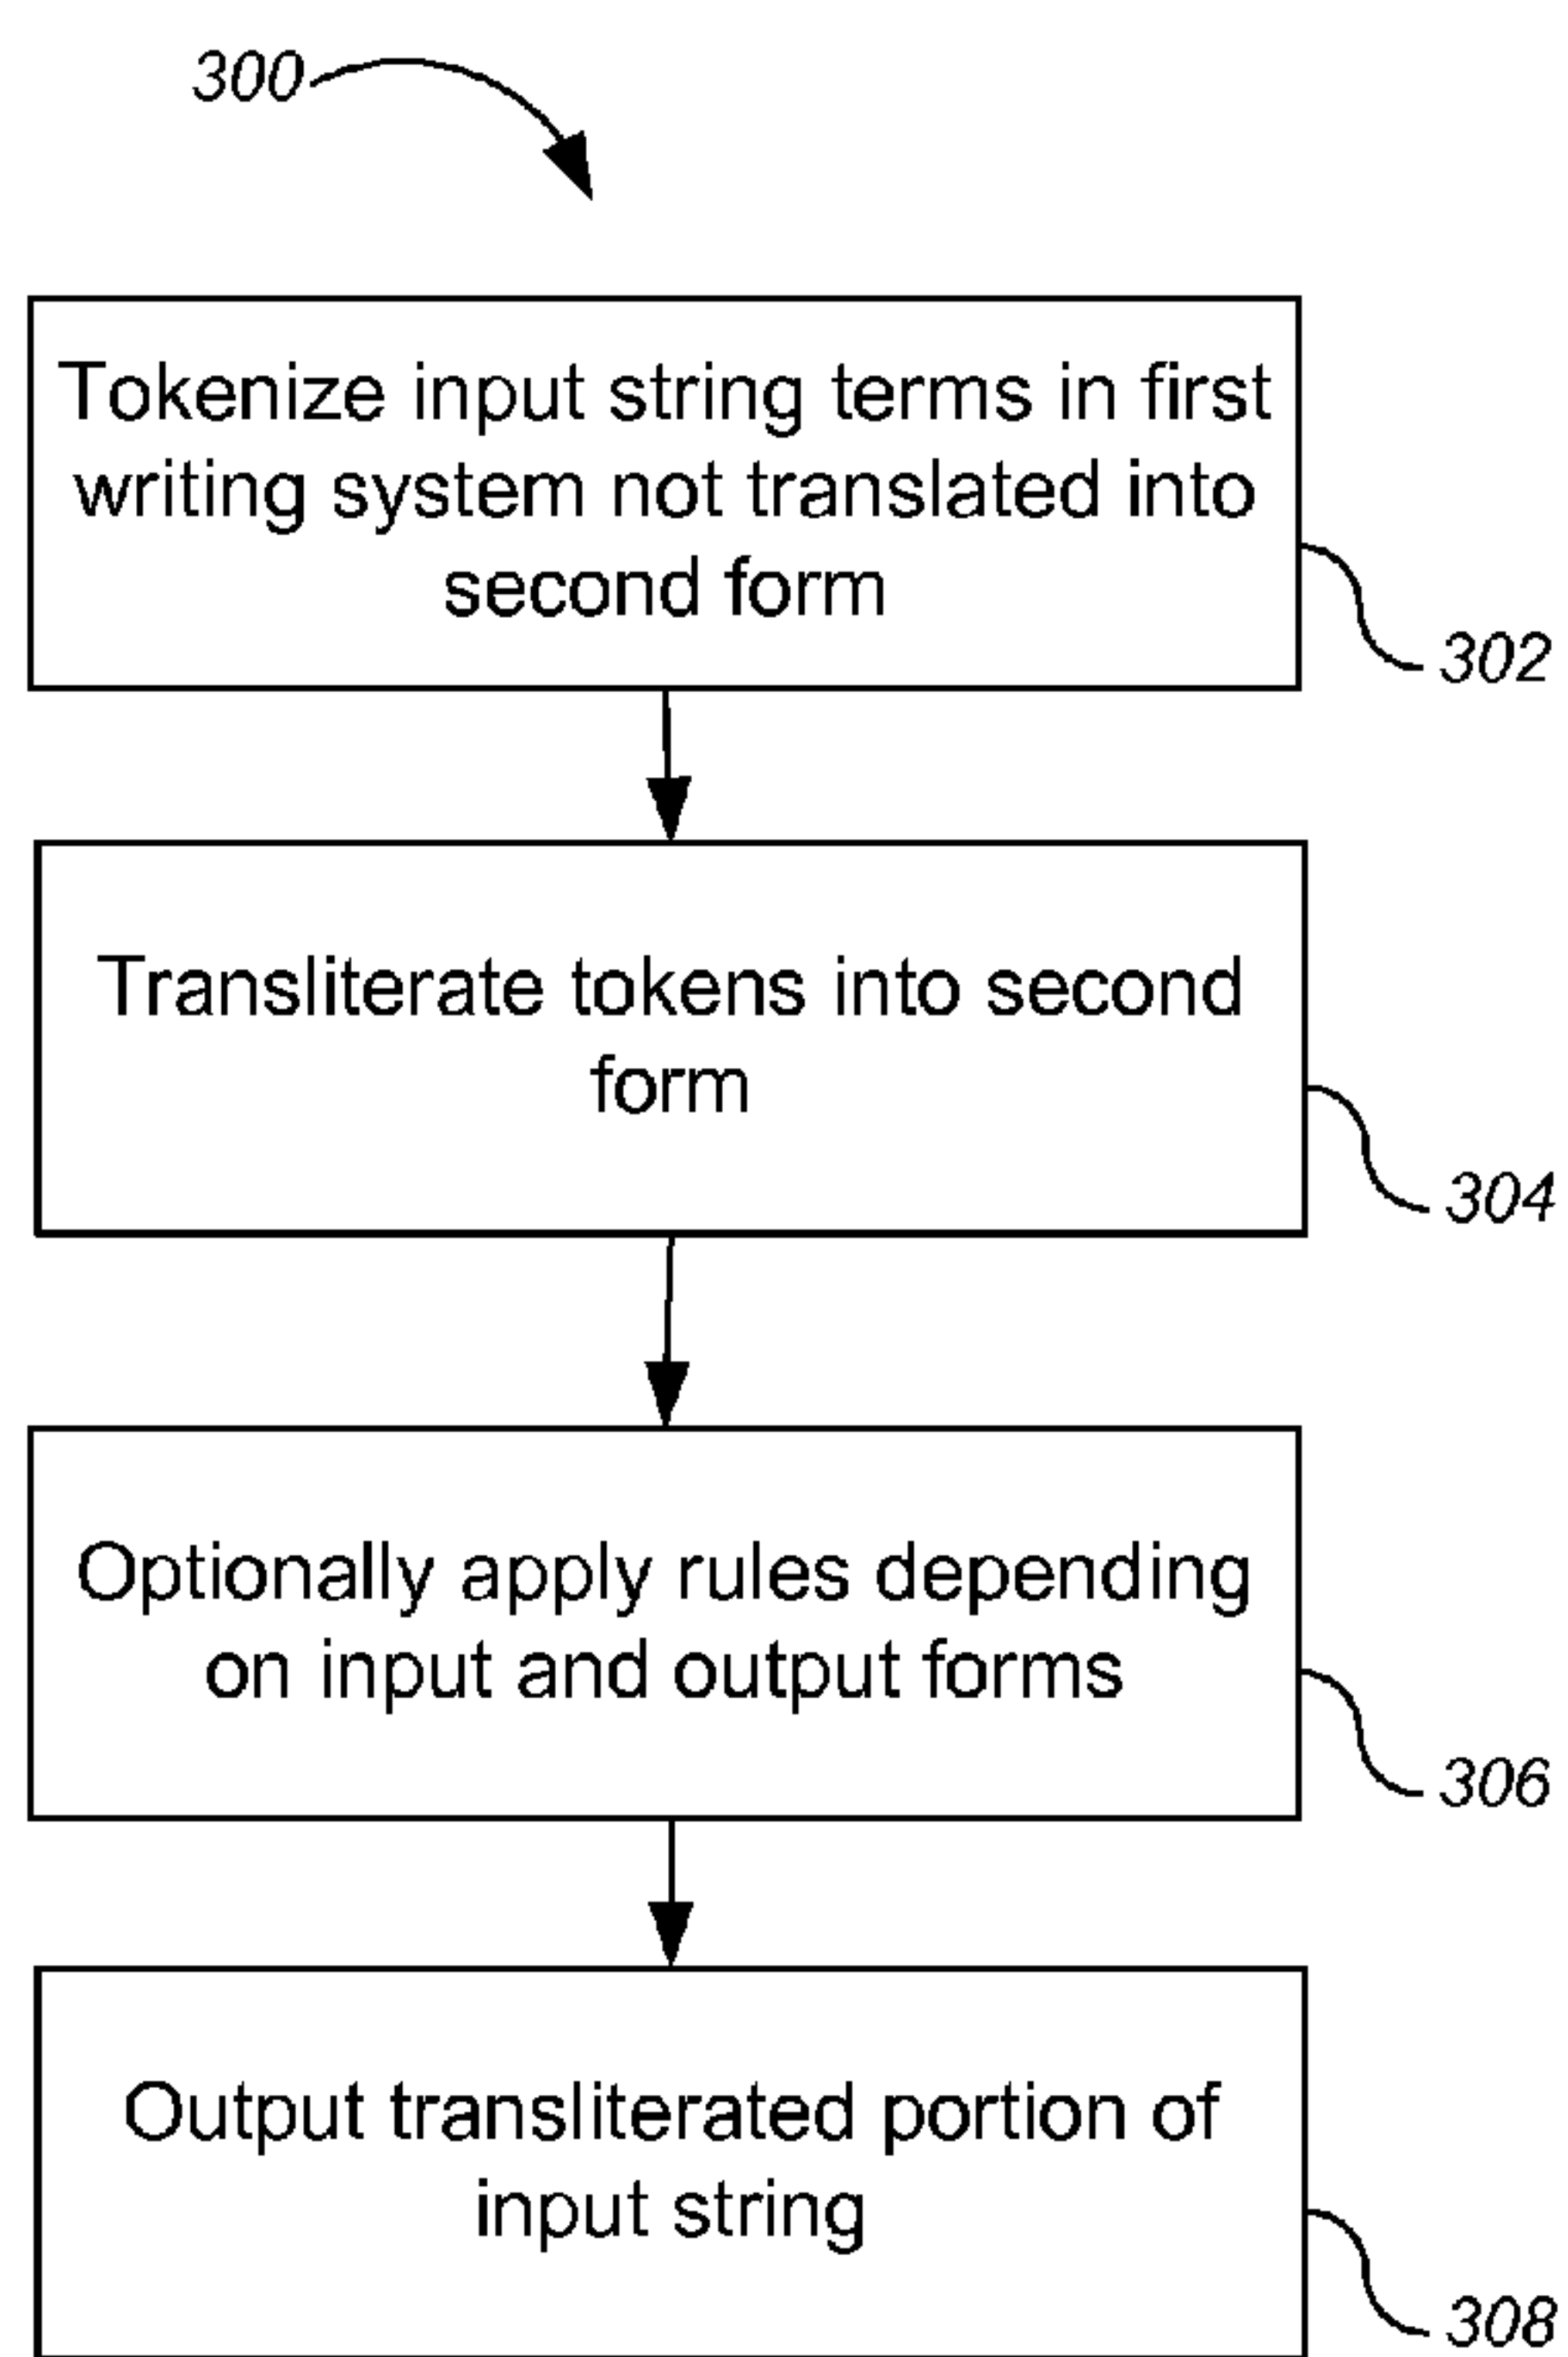 300
Tokenize input string terms in first
writing system not translated into
second form
302
Transliterate tokens into second
form
304
Optionally apply rules depending
on input and output forms
306
Output transliterated portion of
input string
308